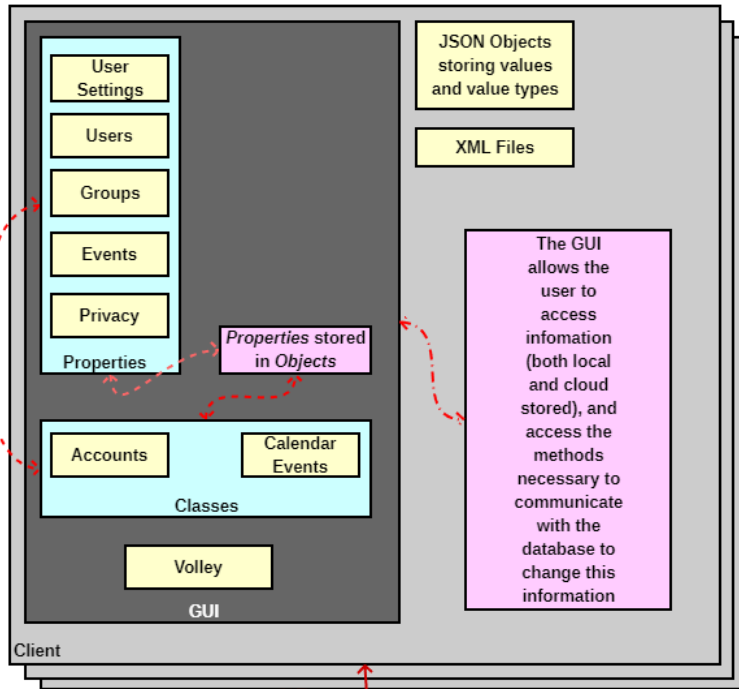 User
Settings
Users
Groups
Events
Privacy
Properties
Properties stored
in Objects
Accounts
Calendar
Events
Classes
Volley
GUI
JSON Objects
storing values
and value types
XML Files
The GUI
allows the
user to
access
infomation
(both local
and cloud
stored), and
access the
methods
necessary to
communicate
with the
database to
change this
information
Client